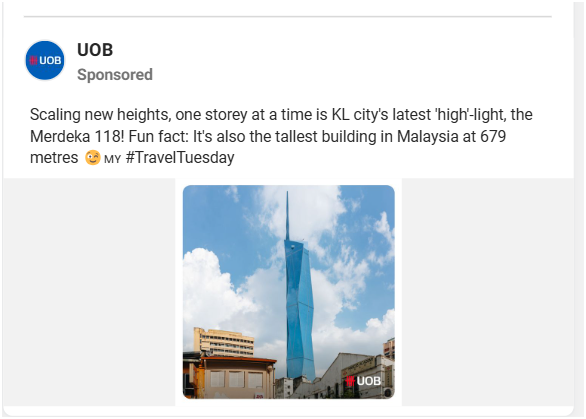 UOB
UOB
Sponsored
Scaling new heights, one storey at a time is KL city's latest 'high'-light, the
Merdeka 118! Fun fact: It's also the tallest building in Malaysia at 679
metres 😉 MY #TravelTuesday
UOB